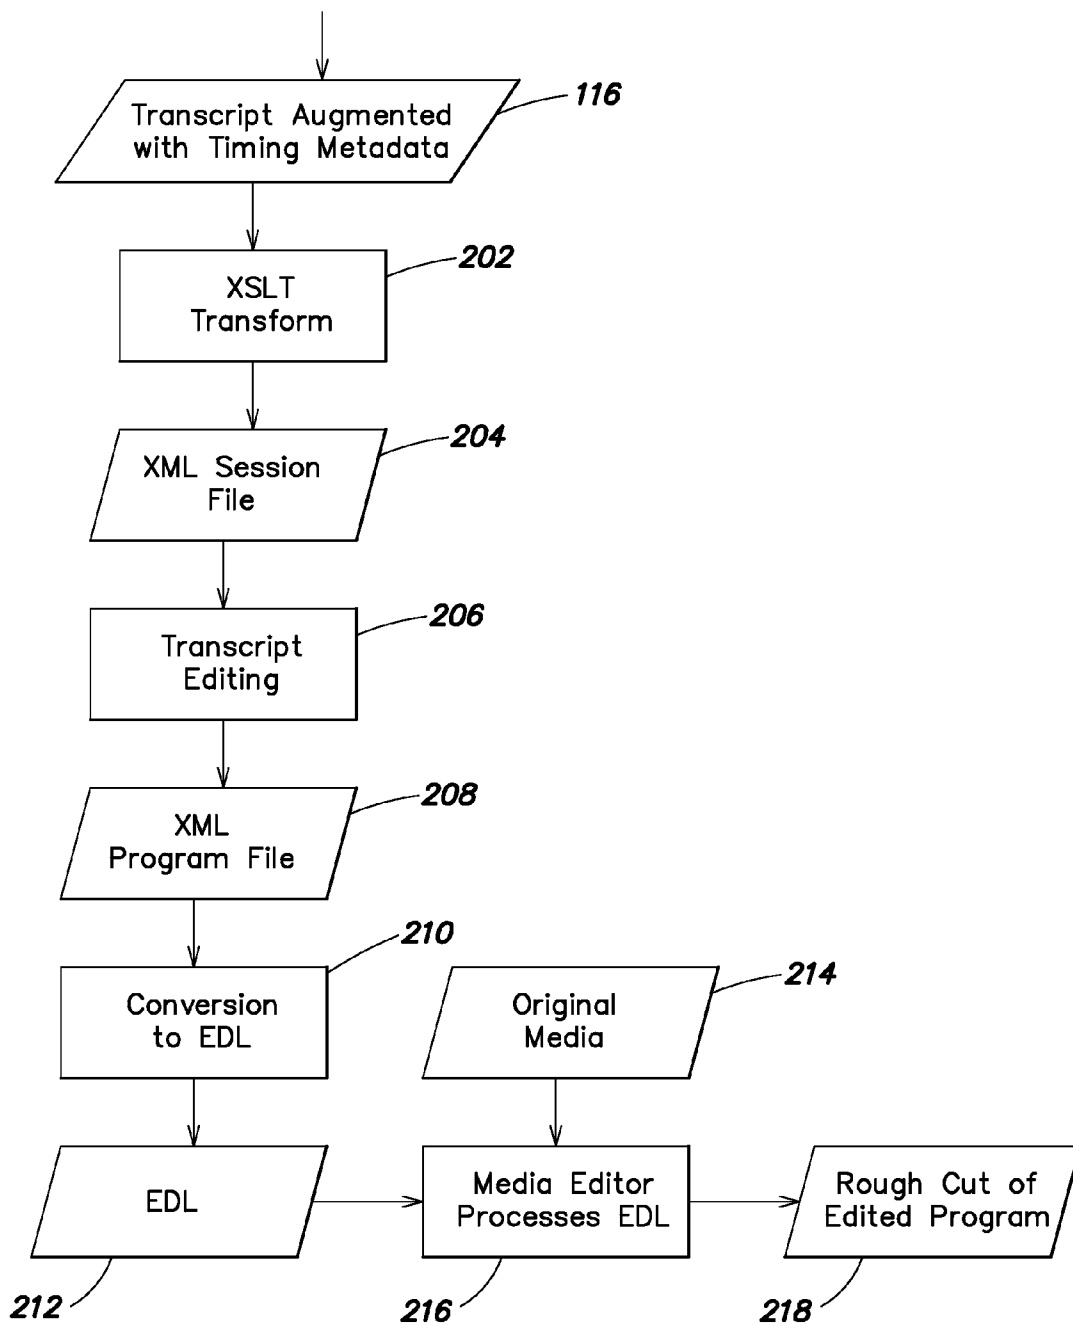 116
Transcript Augmented
with Timing Metadata
202
XSLT
Transform
204
XML Session
File
206
Transcript
Editing
208
XML
Program File
210
Conversion
to EDL
214
Original
Media
EDL
Media Editor
Processes EDL
Rough Cut of
Edited Program
212
216
218